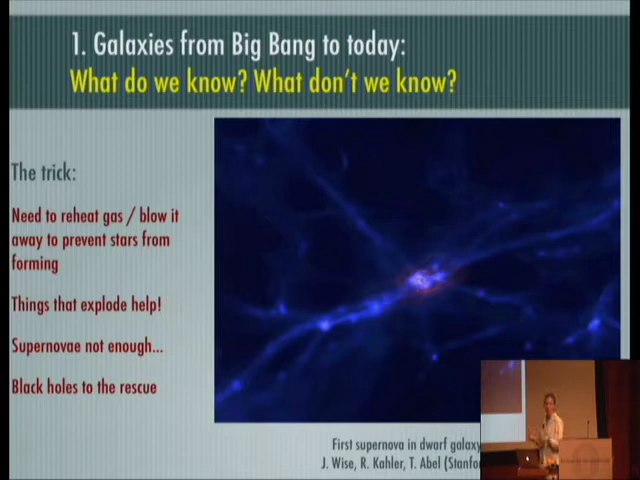 1. Galaxies from Big Bang to today:
What do we know? What don't we know?
The trick:
Need to reheat gas / blow it
away to prevent stars from
forming
Things that explode help!
Supernovae not enough...
Black holes to the rescue
First supernova in dwarf galaxy
J. Wise, R. Kahler, T. Abel (Stanfo